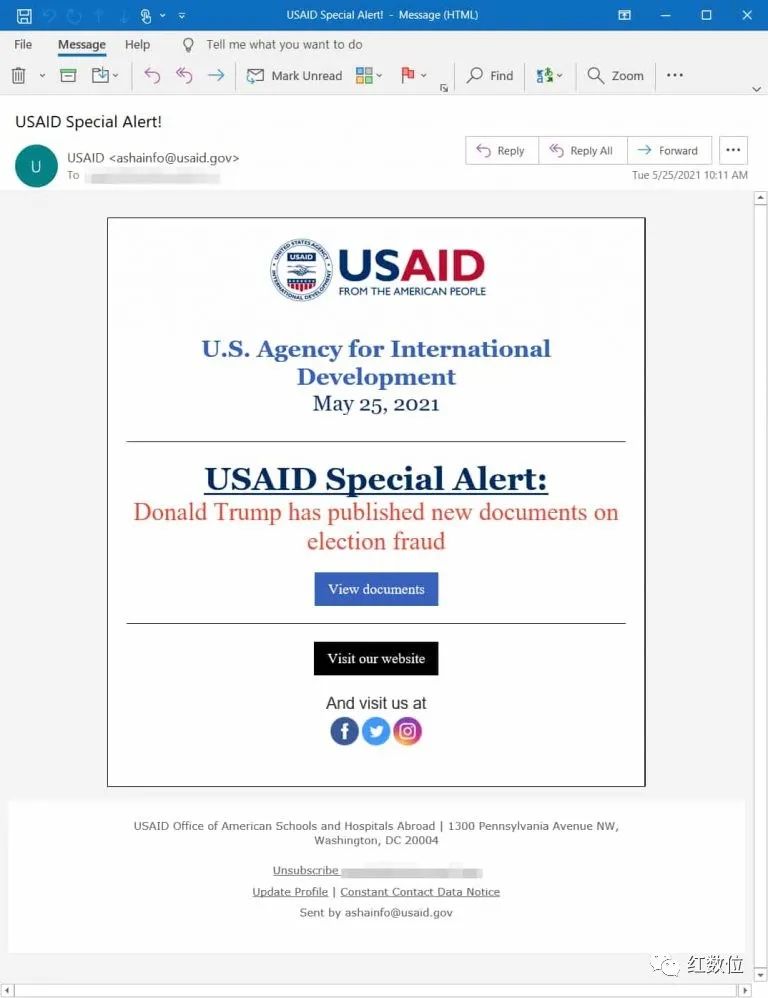 USAID Special Alert! - Message (HTML)
File Message Help Tell me what you want to do
Mark Unread Find Zoom
USAID Special Alert!
U
USAID <ashainfo@usaid.gov>
To
Reply Reply All Forward
Tue 5/25/2021 10:11 AM
UNITED STATES AGENCY
USAID
INTERNATIONAL DEVELOPMENT
USAID
FROM THE AMERICAN PEOPLE
U.S. Agency for International
Development
May 25, 2021
USAID Special Alert:
Donald Trump has published new documents on
election fraud
View documents
Visit our website
And visit us at
USAID Office of American Schools and Hospitals Abroad | 1300 Pennsylvania Avenue NW,
Washington, DC 20004
Unsubscribe
Update Profile | Constant Contact Data Notice
Sent by ashainfo@usaid.gov
红数位